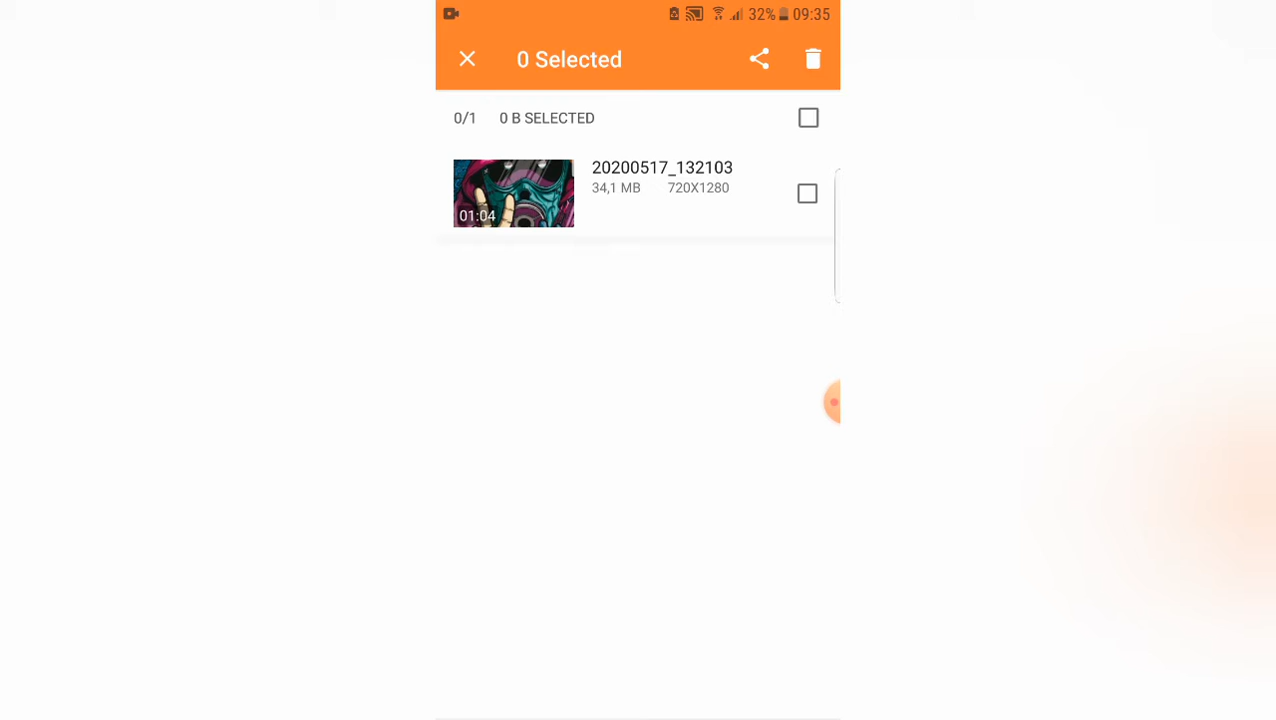 32% 09:35
0 Selected
0/1 0 B SELECTED
20200517_132103
34,1 MB 720X1280
01:04